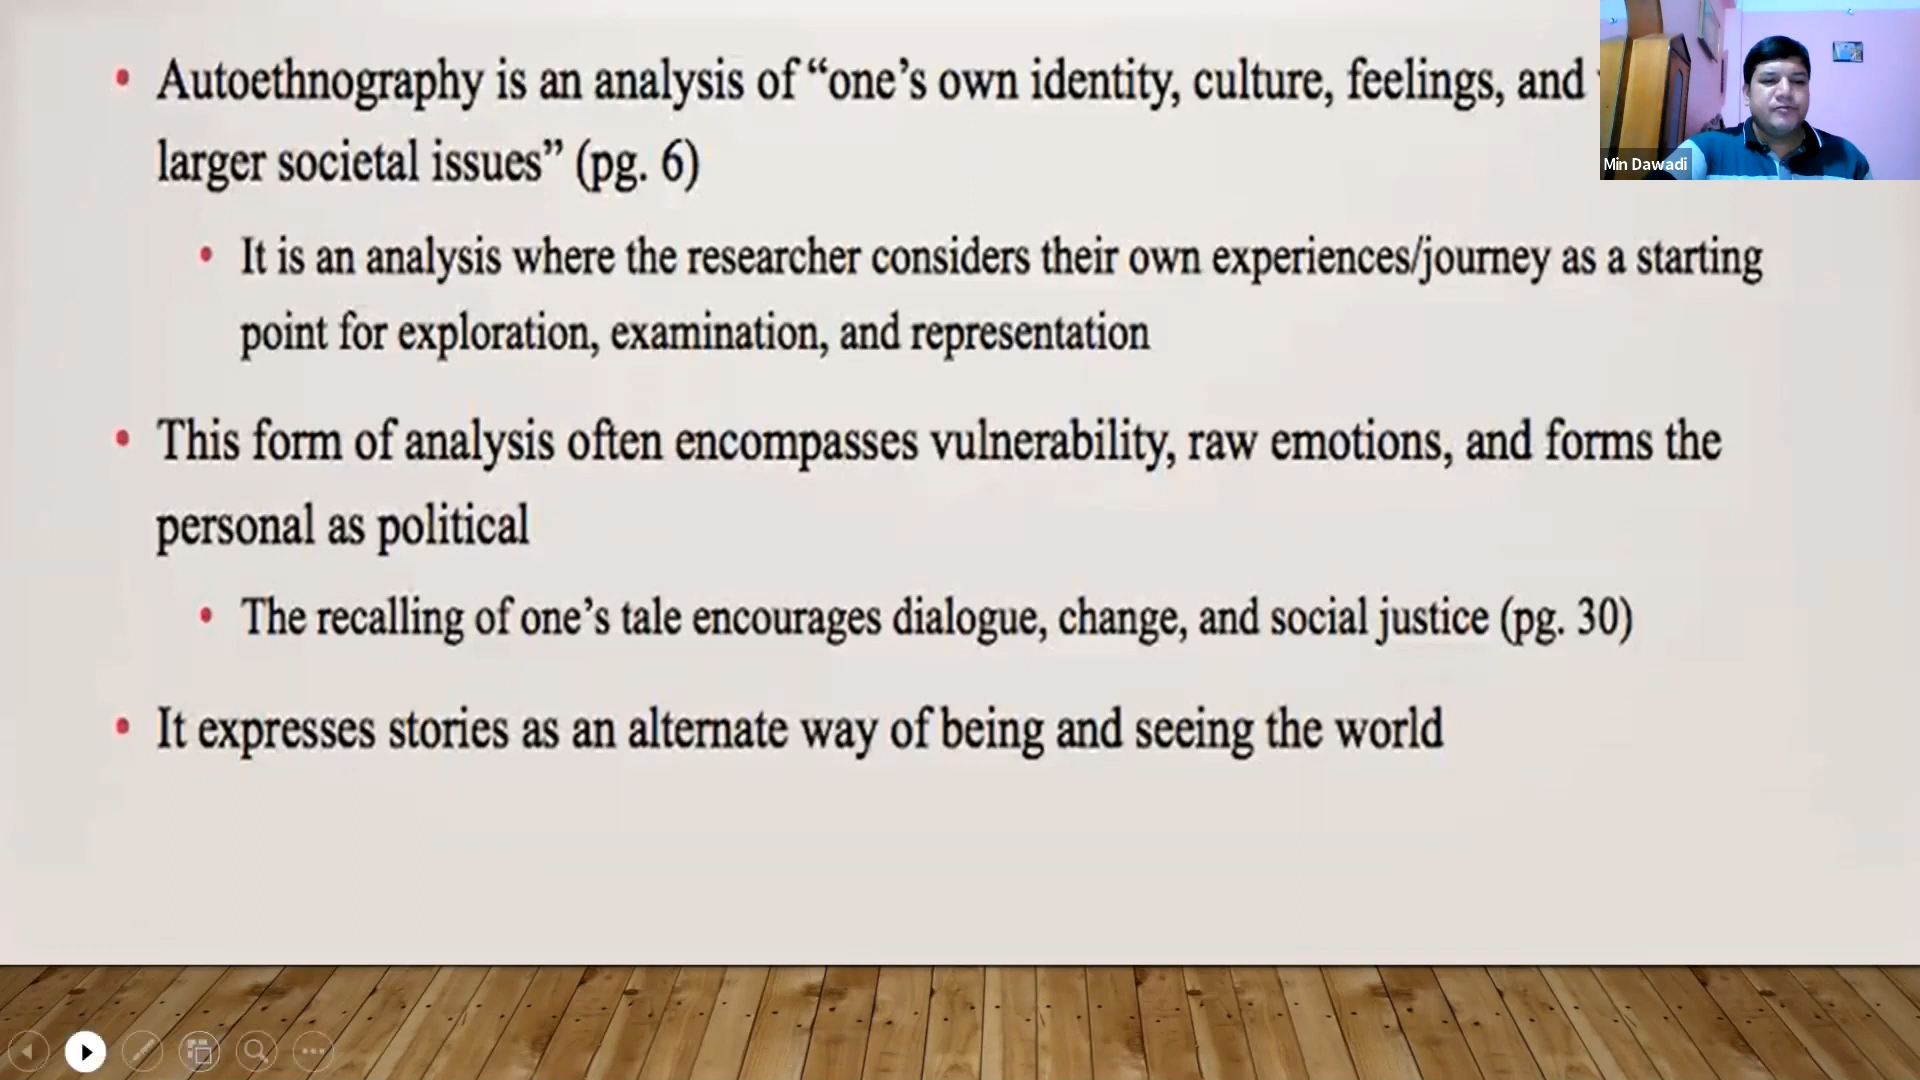 • Autoethnography is an analysis of “one’s own identity, culture, feelings, and
larger societal issues” (pg. 6)
• It is an analysis where the researcher considers their own experiences/journey as a starting
point for exploration, examination, and representation
• This form of analysis often encompasses vulnerability, raw emotions, and forms the
personal as political
• The recalling of one’s tale encourages dialogue, change, and social justice (pg. 30)
• It expresses stories as an alternate way of being and seeing the world
Min Dawadi